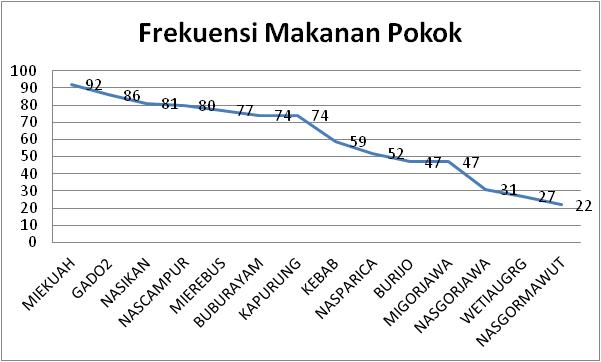 Frekuensi Makanan Pokok
100
90
80
70
60
50
40
30
20
10
0
92
86
81
80
77
74
74
59
52
47
47
31
27
22
MIEKUAH
GADO2
NASIKAN
NASCAMPUR
MIEREBUS
BUBURAYAM
KAPURUNG
KEBAB
NASPARICA
BURIJO
MIGORJAWA
NASGORJAWA
WETIAUGRG
NASGORMAWUT